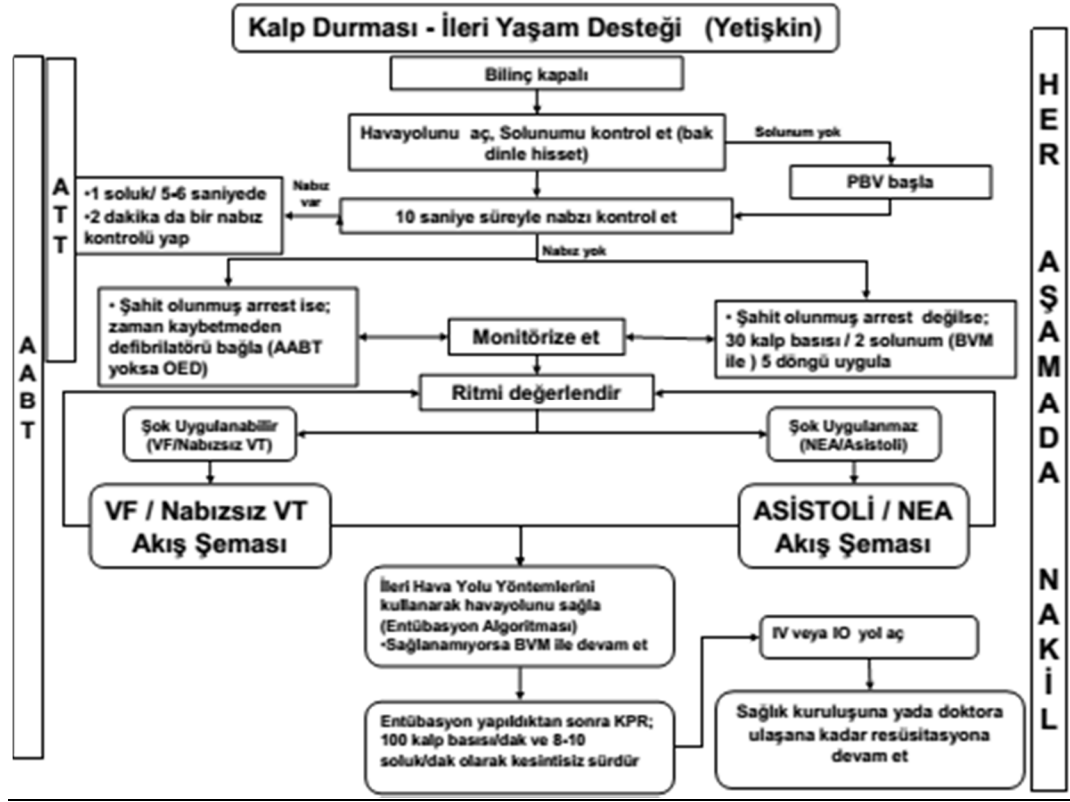 Kalp Durması - İleri Yaşam Desteği (Yetişkin)
Bilinç kapalı
Havayolunu aç, Solunumu kontrol et (bak
dinle hisset)
Solunum yok
PBV başla
10 saniye süreyle nabzı kontrol et
Nabız
var
•1 soluk/ 5-6 saniyede
•2 dakika da bir nabız
kontrolü yap
Nabız yok
• Şahit olunmuş arrest ise;
zaman kaybetmeden
defibrilatörü bağla (AABT
yoksa OED)
Monitörize et
• Şahit olunmuş arrest değilse;
30 kalp basısı / 2 solunum (BVM
ile ) 5 döngü uygula
Ritmi değerlendir
Şok Uygulanabilir
(VF/Nabızsız VT)
Şok Uygulanmaz
(NEA/Asistoli)
VF / Nabızsız VT
Akış Şeması
ASİSTOLİ / NEA
Akış Şeması
İleri Hava Yolu Yöntemlerini
kullanarak havayolunu sağla
(Entübasyon Algoritması)
•Sağlanamıyorsa BVM ile devam et
IV veya IO yol aç
Entübasyon yapıldıktan sonra KPR;
100 kalp basısı/dak ve 8-10
soluk/dak olarak kesintisiz sürdür
Sağlık kuruluşuna yada doktora
ulaşana kadar resüsitasyona
devam et
AABT
ATT
HER AŞAMADA NAKİL